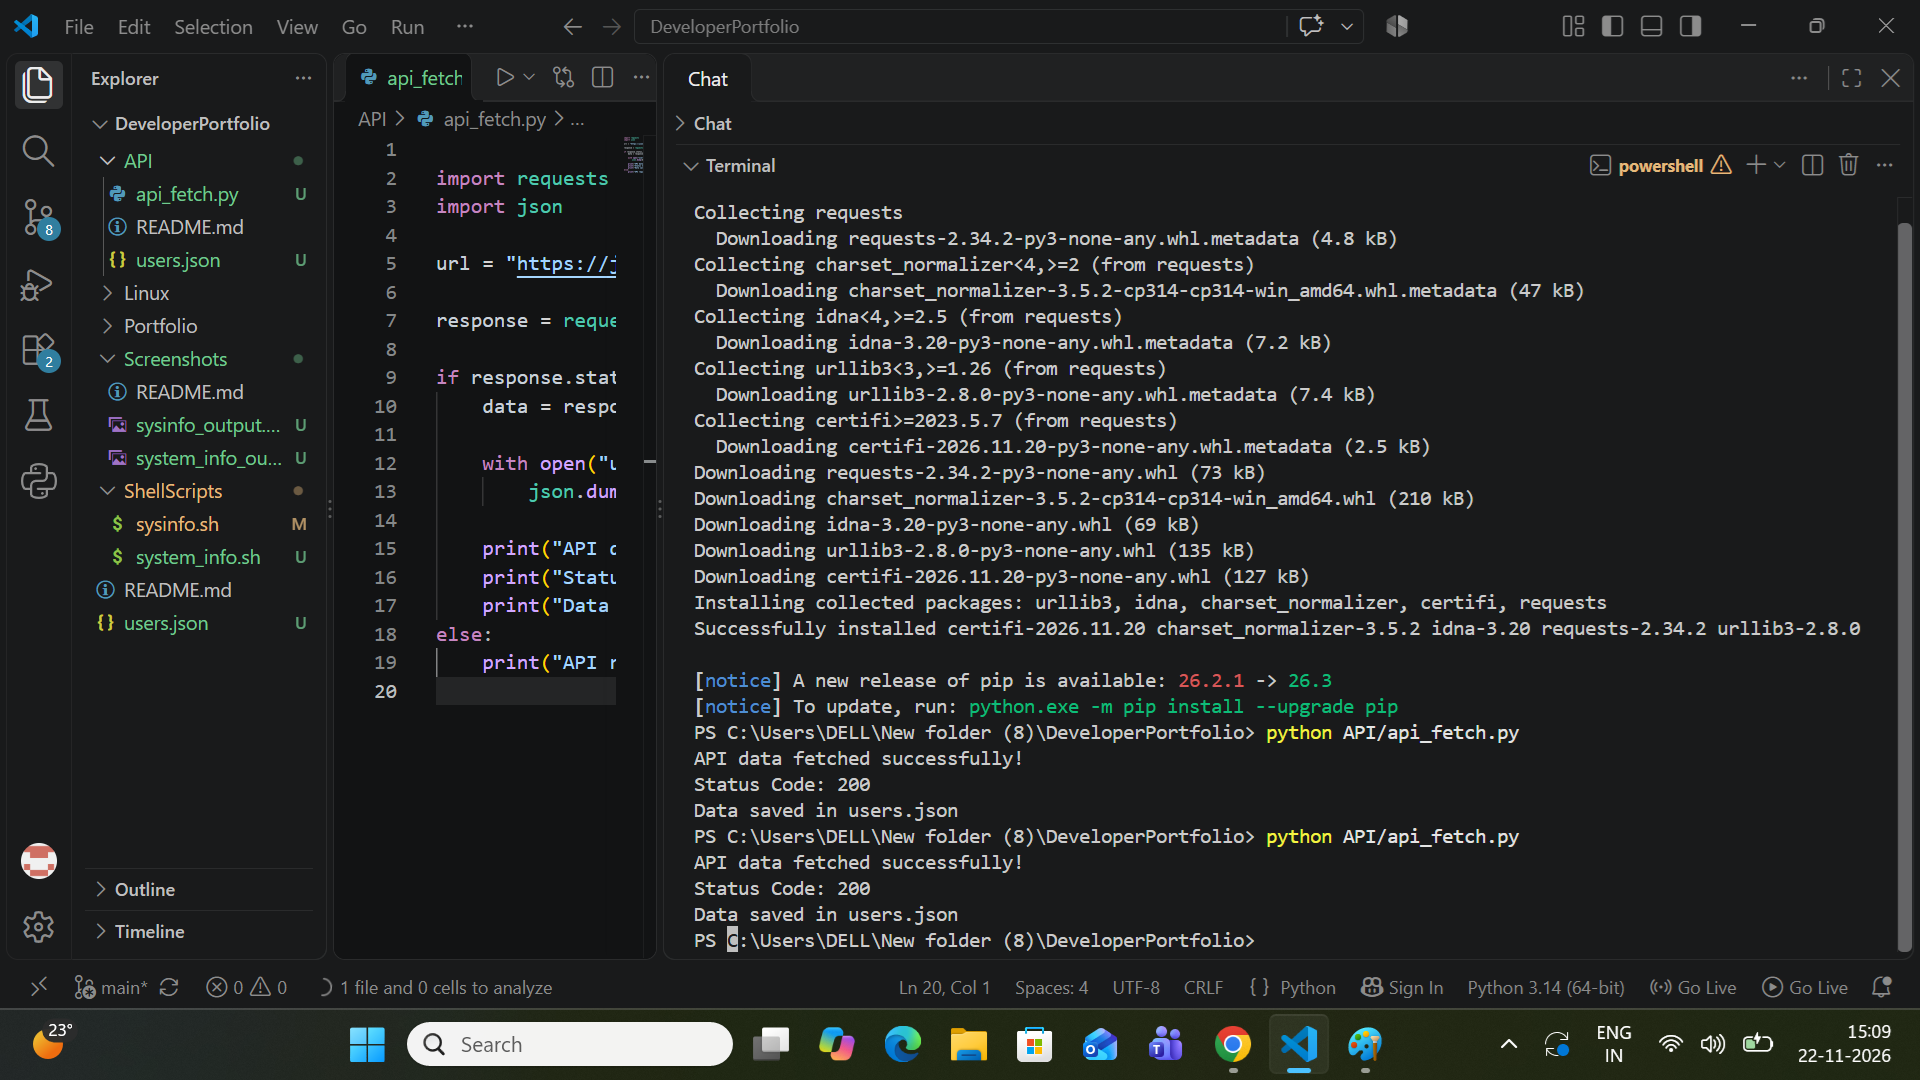 File Edit Selection View Go Run ...
DeveloperPortfolio
Explorer
DeveloperPortfolio
API
api_fetch.py U
README.md
users.json U
Linux
Portfolio
Screenshots
README.md
sysinfo_output.... U
system_info_ou... U
ShellScripts
sysinfo.sh M
system_info.sh U
README.md
users.json U
Outline
Timeline
8
2
api_fetch
API > api_fetch.py > ...
1
2 import requests
3 import json
4
5 url = "https://j
6
7 response = reque
8
9 if response.stat
10 data = respo
11
12 with open("u
13 json.dum
14
15 print("API d
16 print("Statu
17 print("Data
18 else:
19 print("API r
20
Chat
Chat
Terminal
powershell
Collecting requests
Downloading requests-2.34.2-py3-none-any.whl.metadata (4.8 kB)
Collecting charset_normalizer<4,>=2 (from requests)
Downloading charset_normalizer-3.5.2-cp314-cp314-win_amd64.whl.metadata (47 kB)
Collecting idna<4,>=2.5 (from requests)
Downloading idna-3.20-py3-none-any.whl.metadata (7.2 kB)
Collecting urllib3<3,>=1.26 (from requests)
Downloading urllib3-2.8.0-py3-none-any.whl.metadata (7.4 kB)
Collecting certifi>=2023.5.7 (from requests)
Downloading certifi-2026.11.20-py3-none-any.whl.metadata (2.5 kB)
Downloading requests-2.34.2-py3-none-any.whl (73 kB)
Downloading charset_normalizer-3.5.2-cp314-cp314-win_amd64.whl (210 kB)
Downloading idna-3.20-py3-none-any.whl (69 kB)
Downloading urllib3-2.8.0-py3-none-any.whl (135 kB)
Downloading certifi-2026.11.20-py3-none-any.whl (127 kB)
Installing collected packages: urllib3, idna, charset_normalizer, certifi, requests
Successfully installed certifi-2026.11.20 charset_normalizer-3.5.2 idna-3.20 requests-2.34.2 urllib3-2.8.0
[notice] A new release of pip is available: 26.2.1 -> 26.3
[notice] To update, run: python.exe -m pip install --upgrade pip
PS C:\Users\DELL\New folder (8)\DeveloperPortfolio> python API/api_fetch.py
API data fetched successfully!
Status Code: 200
Data saved in users.json
PS C:\Users\DELL\New folder (8)\DeveloperPortfolio> python API/api_fetch.py
API data fetched successfully!
Status Code: 200
Data saved in users.json
PS C:\Users\DELL\New folder (8)\DeveloperPortfolio>
main* 0 0 1 file and 0 cells to analyze Ln 20, Col 1 Spaces: 4 UTF-8 CRLF { } Python Sign In Python 3.14 (64-bit) Go Live Go Live
23°
Search
ENG
IN
15:09
22-11-2026